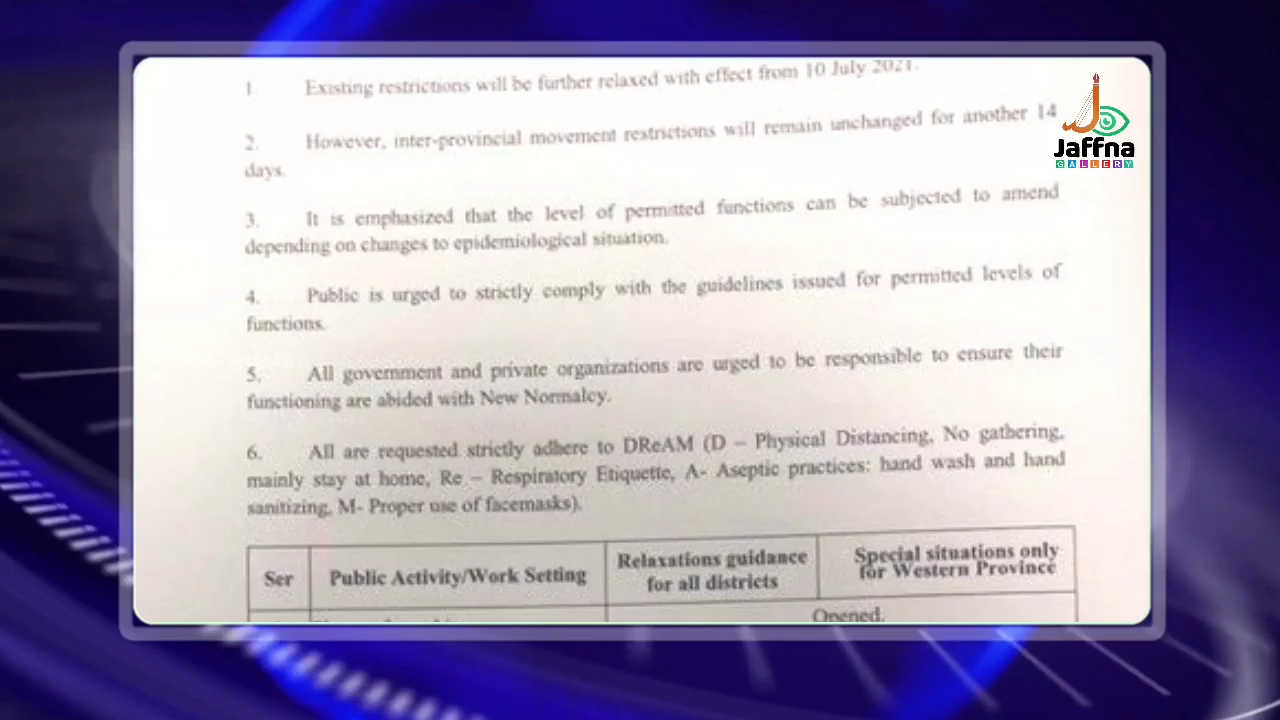 1. Existing restrictions will be further relaxed with effect from 10 July 2021.
2. However, inter-provincial movement restrictions will remain unchanged for another 14
days.
3. It is emphasized that the level of permitted functions can be subjected to amend
depending on changes to epidemiological situation.
4. Public is urged to strictly comply with the guidelines issued for permitted levels of
functions.
5. All government and private organizations are urged to be responsible to ensure their
functioning are abided with New Normalcy.
6. All are requested strictly adhere to DReAM (D – Physical Distancing, No gathering,
mainly stay at home, Re – Respiratory Etiquette, A- Aseptic practices: hand wash and hand
sanitizing, M- Proper use of facemasks).
Ser
Public Activity/Work Setting
Relaxations guidance
for all districts
Special situations only
for Western Province
Opened.
Jaffna
GALLERY